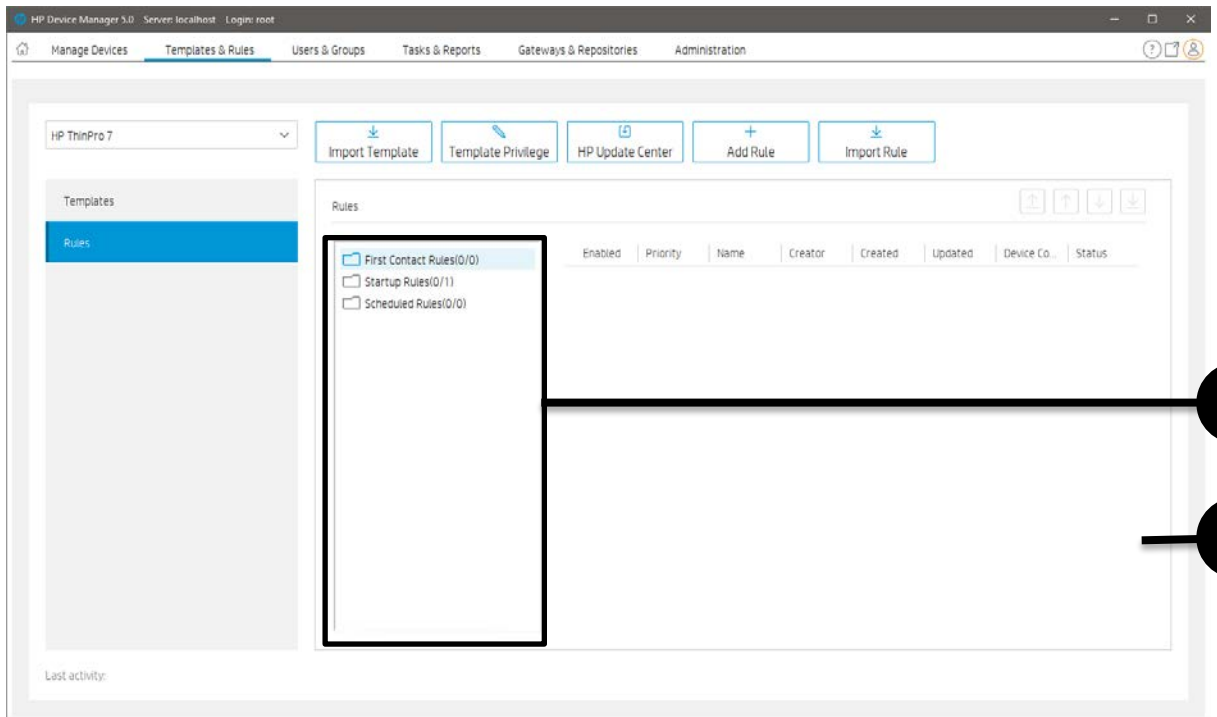 HP Device Manager 5.0 Server: localhost Login: root
Manage Devices Templates & Rules Users & Groups Tasks & Reports Gateways & Repositories Administration
HP ThinPro 7
Import Template Template Privilege HP Update Center Add Rule Import Rule
Templates
Rules
Rules
Enabled Priority Name Creator Created Updated Device Co... Status
First Contact Rules(0/0)
Startup Rules(0/1)
Scheduled Rules(0/0)
Last activity: